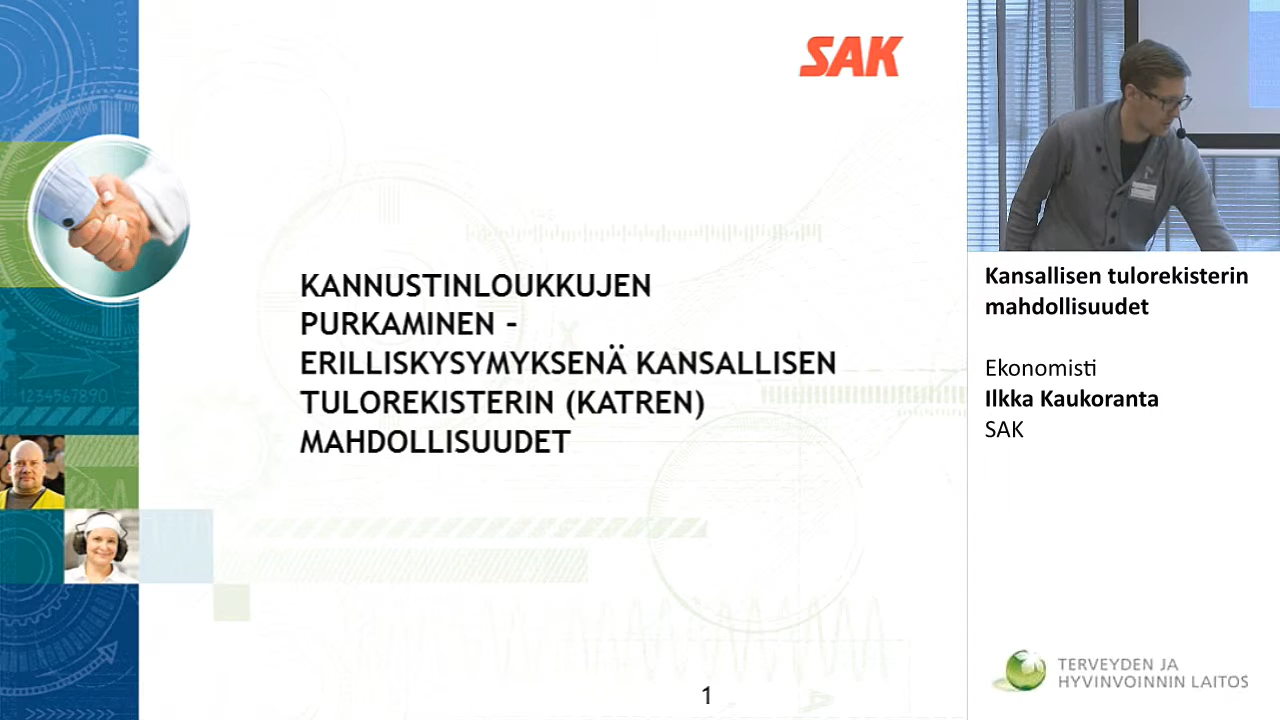 SAK
KANNUSTINLOUKKUJEN
PURKAMINEN –
ERILLISKYSYMYKSENÄ KANSALLISEN
TULOREKISTERIN (KATREN)
MAHDOLLISUUDET
1234567890
1
Kansallisen tulorekisterin
mahdollisuudet
Ekonomisti
Ilkka Kaukoranta
SAK
TERVEYDEN JA
HYVINVOINNIN LAITOS